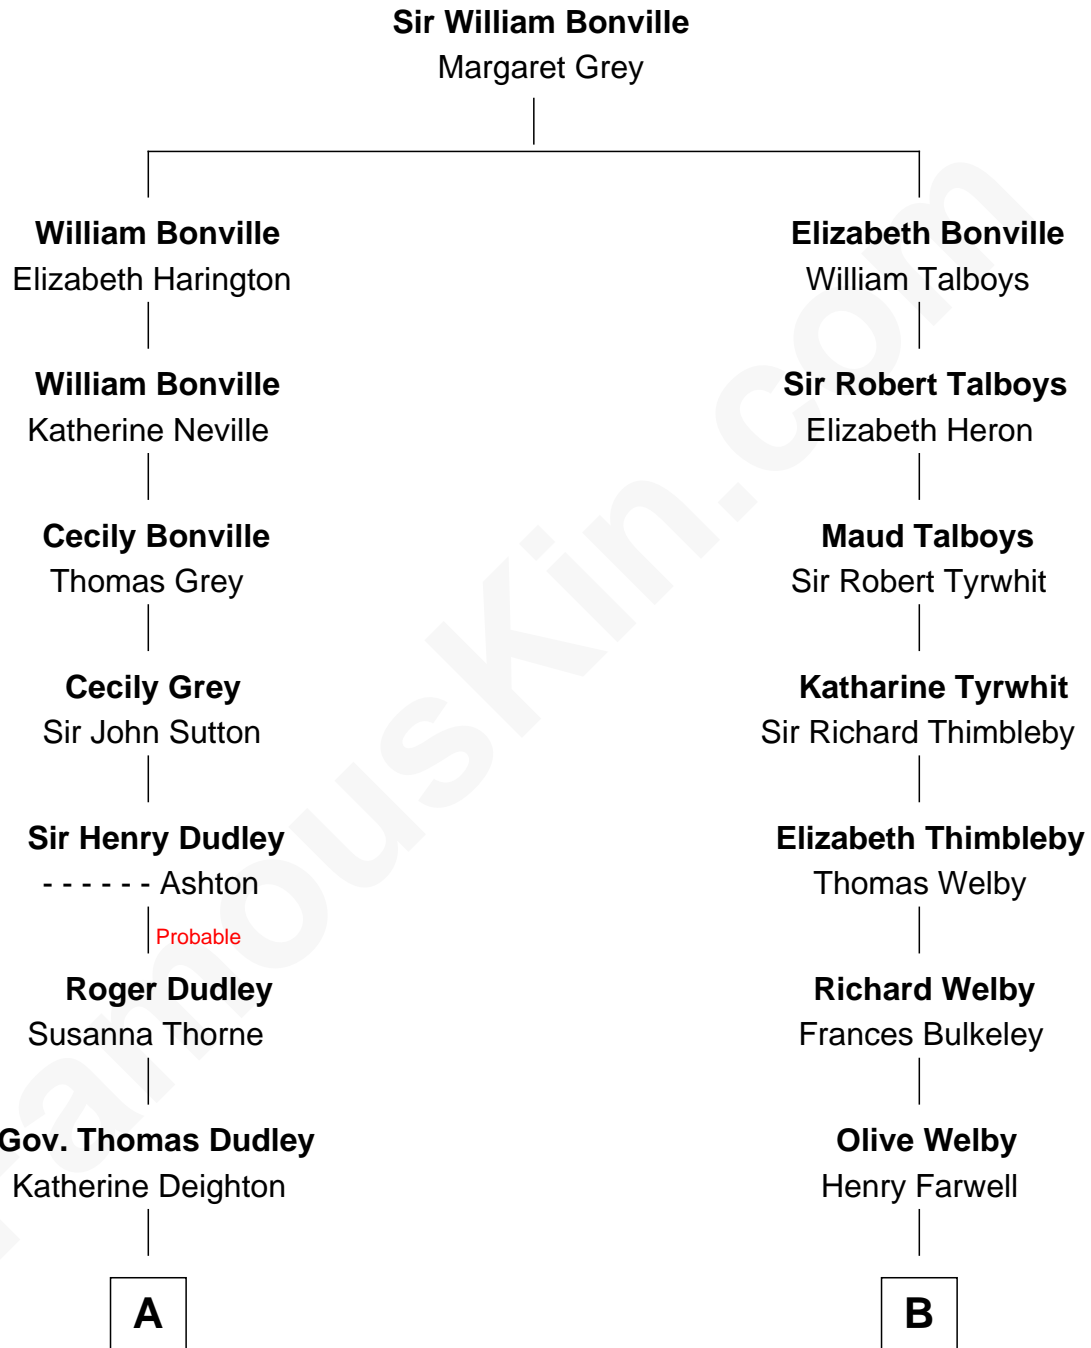 Sir William Bonville
Margaret Grey
William Bonville
Elizabeth Harington
Elizabeth Bonville
William Talboys
William Bonville
Katherine Neville
Sir Robert Talboys
Elizabeth Heron
Cecily Bonville
Thomas Grey
Maud Talboys
Sir Robert Tyrwhit
Cecily Grey
Sir John Sutton
Katharine Tyrwhit
Sir Richard Thimbleby
Sir Henry Dudley
- - - - - - Ashton
Elizabeth Thimbleby
Thomas Welby
Probable
Roger Dudley
Susanna Thorne
Richard Welby
Frances Bulkeley
Gov. Thomas Dudley
Katherine Deighton
Olive Welby
Henry Farwell
A
B
FamousKin.com